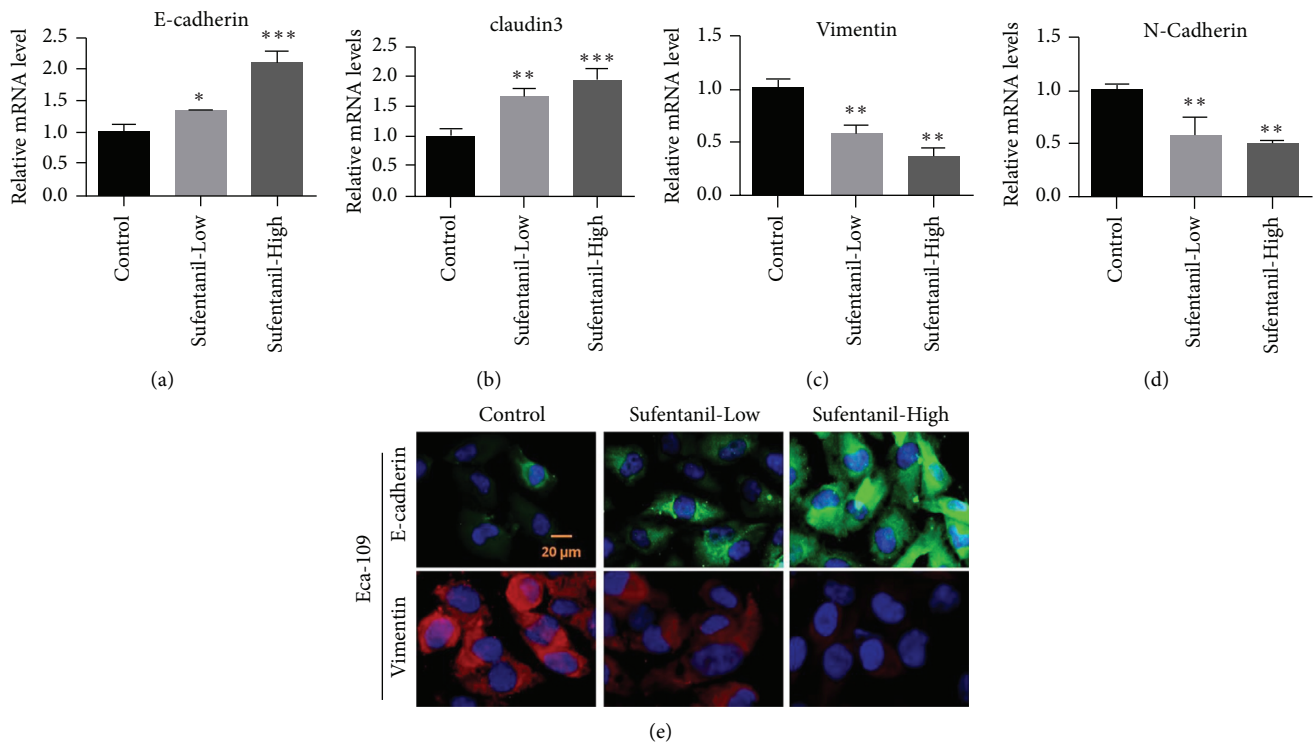 E-cadherin
Relative mRNA level
2.5
2.0
1.5
1.0
0.5
0.0
*
***
Control
Sufentanil-Low
Sufentanil-High
(a)
claudin3
Relative mRNA levels
2.5
2.0
1.5
1.0
0.5
0.0
**
***
Control
Sufentanil-Low
Sufentanil-High
(b)
Vimentin
Relative mRNA level
1.5
1.0
0.5
0.0
**
**
Control
Sufentanil-Low
Sufentanil-High
(c)
N-Cadherin
Relative mRNA levels
1.5
1.0
0.5
0.0
**
**
Control
Sufentanil-Low
Sufentanil-High
(d)
Control
Sufentanil-Low
Sufentanil-High
Eca-109
E-cadherin
20 µm
Vimentin
(e)